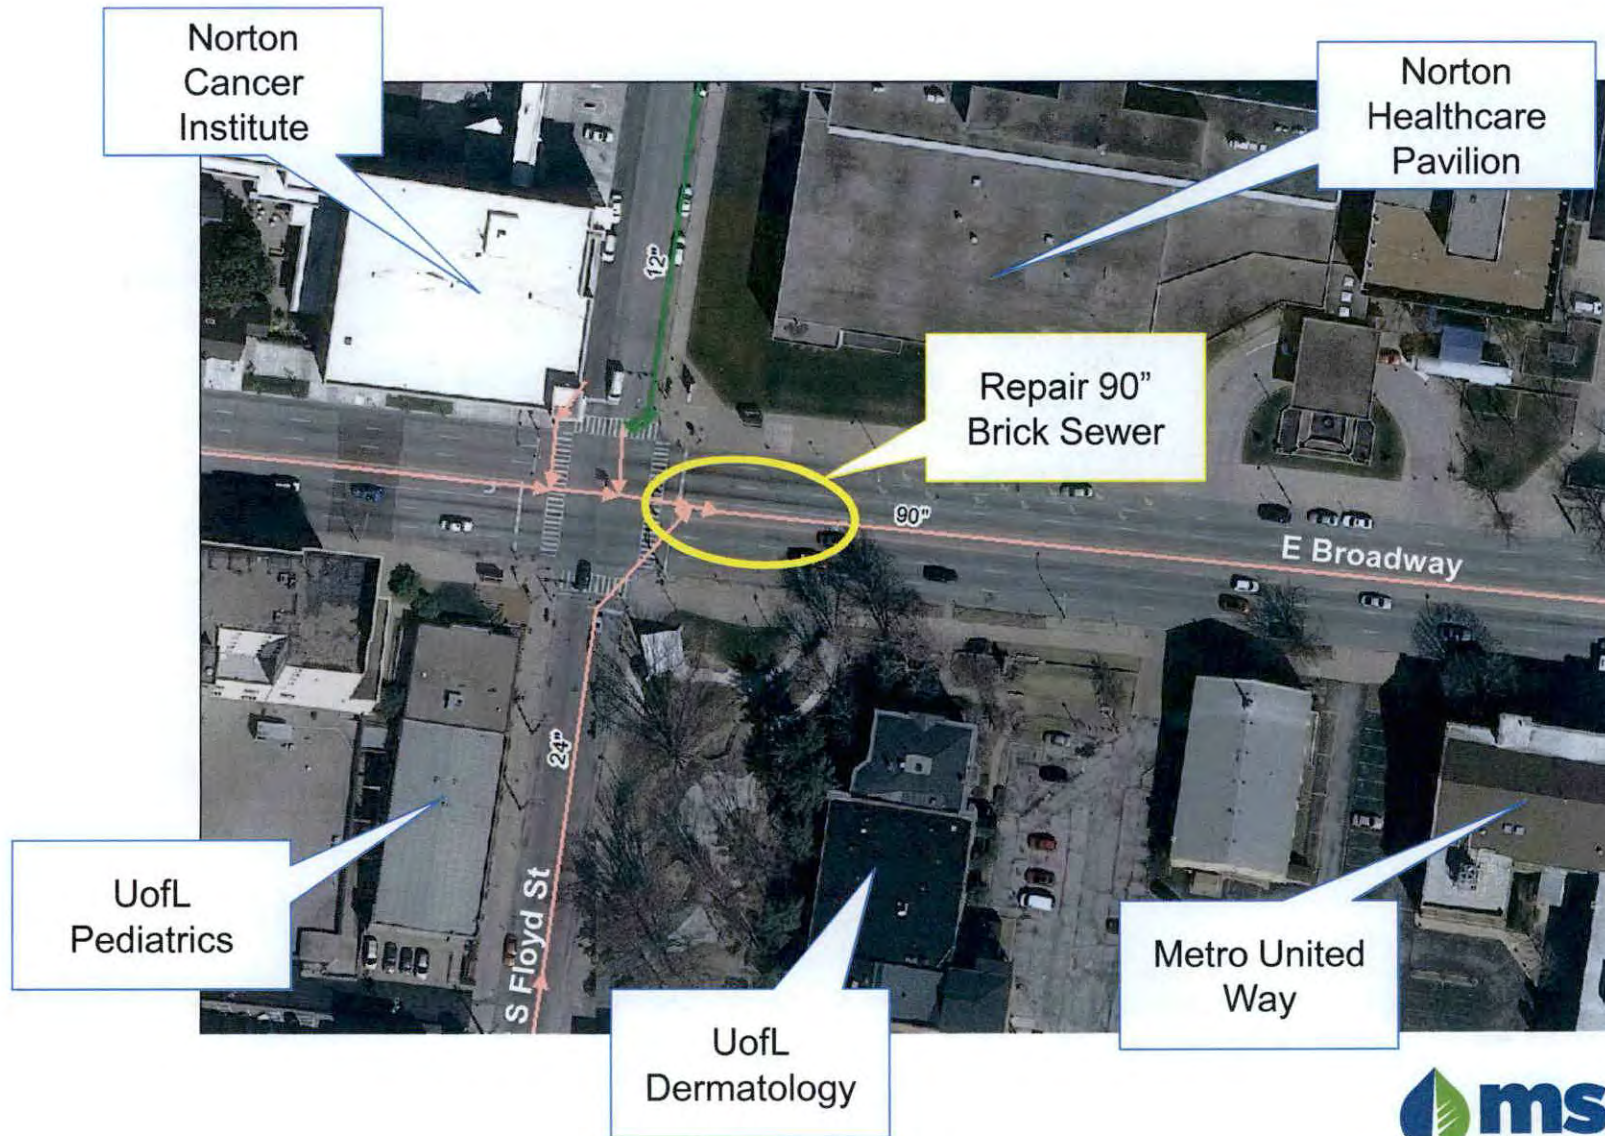 Norton
Cancer
Institute
Norton
Healthcare
Pavilion
12"
Repair 90”
Brick Sewer
90"
E Broadway
24"
S Floyd St
UofL
Pediatrics
UofL
Dermatology
Metro United
Way
ms